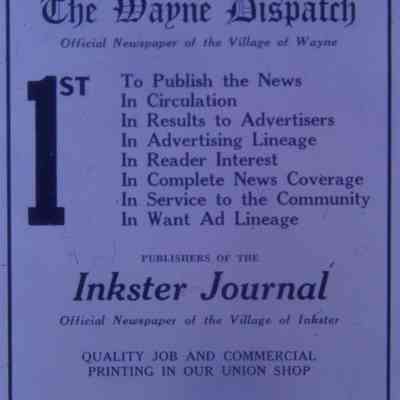 The Wayne Dispatch
Official Newspaper of the Village of Wayne
1ST
To Publish the News
In Circulation
In Results to Advertisers
In Advertising Lineage
In Reader Interest
In Complete News Coverage
In Service to the Community
In Want Ad Lineage
PUBLISHERS OF THE
Inkster Journal
Official Newspaper of the Village of Inkster
QUALITY JOB AND COMMERCIAL
PRINTING IN OUR UNION SHOP